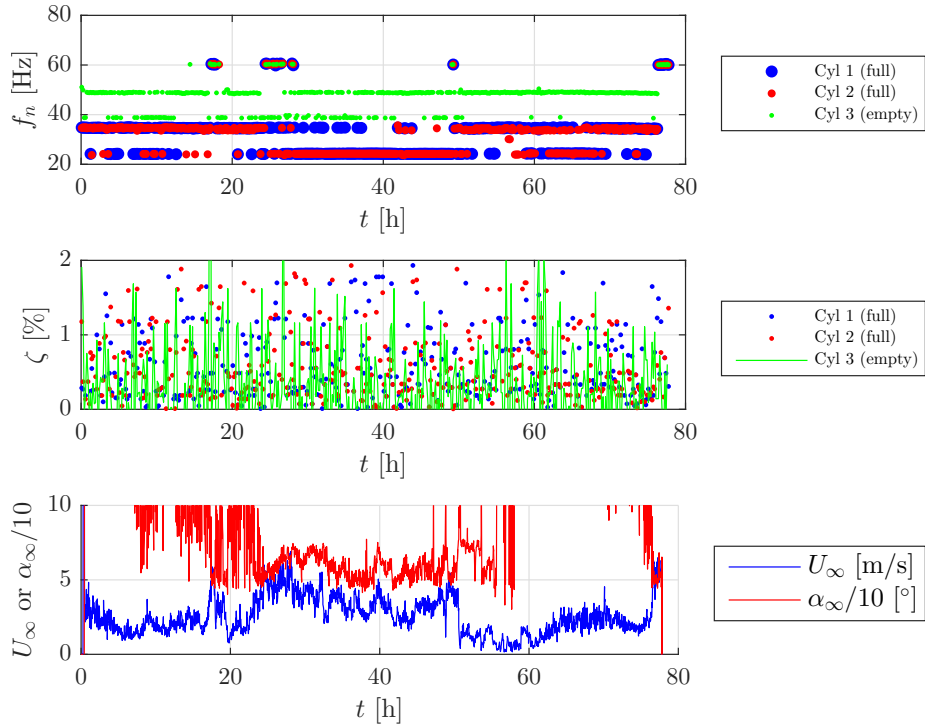 60
40
20
f_n [Hz]
0
20
40
60
80
t [h]
Cyl 1 (full)
Cyl 2 (full)
Cyl 3 (empty)
2
1
0
ζ [%]
0
20
40
60
80
t [h]
Cyl 1 (full)
Cyl 2 (full)
Cyl 3 (empty)
10
5
0
U_∞ or α_∞/10
0
20
40
60
80
t [h]
U_∞ [m/s]
α_∞/10 [°]
80